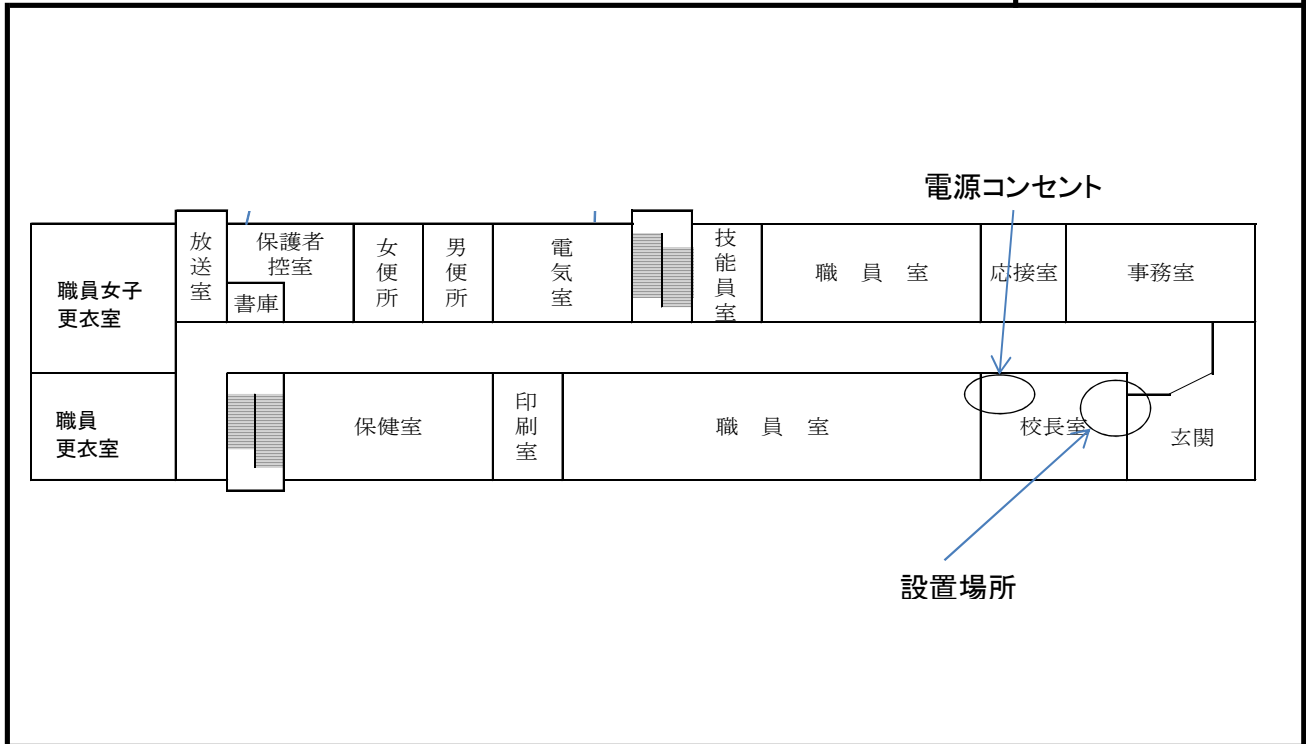 電源コンセント
放送室
保護者
控室
書庫
女便所
男便所
電気室
技能員室
職 員 室
応接室
事務室
職員女子
更衣室
職員
更衣室
保健室
印刷室
職 員 室
校長室
玄関
設置場所